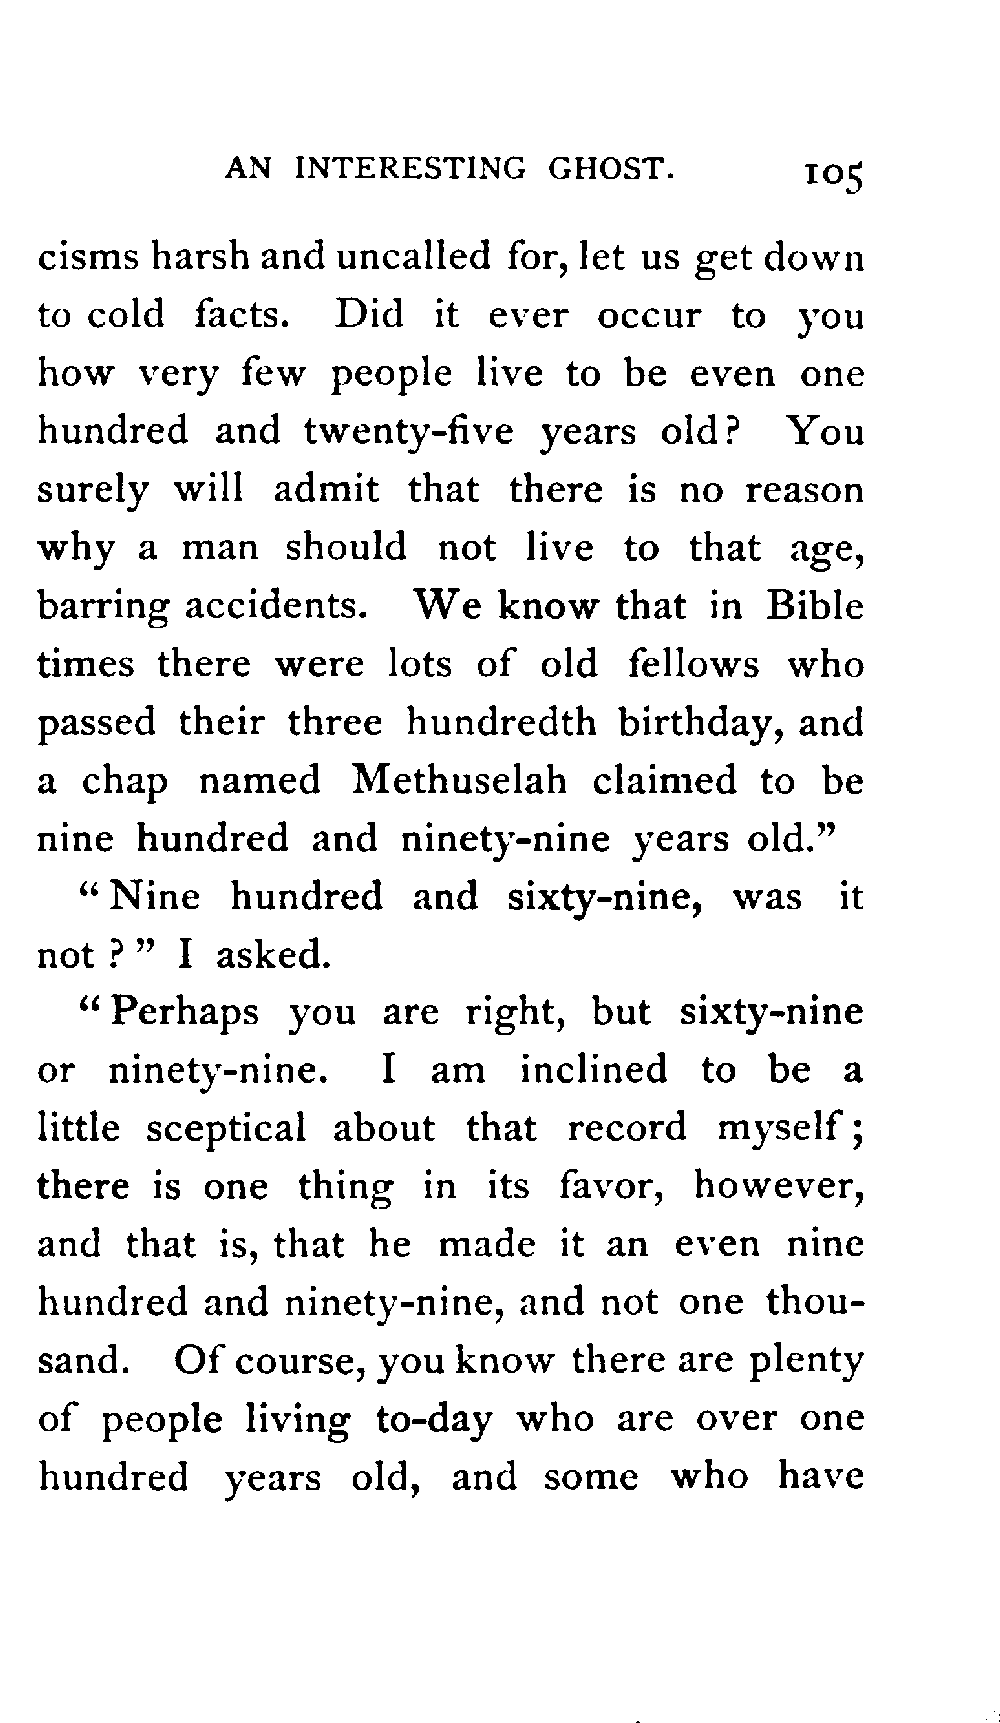 AN INTERESTING GHOST. 105
cisms harsh and uncalled for, let us get down
to cold facts. Did it ever occur to you
how very few people live to be even one
hundred and twenty-five years old? You
surely will admit that there is no reason
why a man should not live to that age,
barring accidents. We know that in Bible
times there were lots of old fellows who
passed their three hundredth birthday, and
a chap named Methuselah claimed to be
nine hundred and ninety-nine years old."
"Nine hundred and sixty-nine, was it
not?" I asked.
"Perhaps you are right, but sixty-nine
or ninety-nine. I am inclined to be a
little sceptical about that record myself;
there is one thing in its favor, however,
and that is, that he made it an even nine
hundred and ninety-nine, and not one thou-
sand. Of course, you know there are plenty
of people living to-day who are over one
hundred years old, and some who have